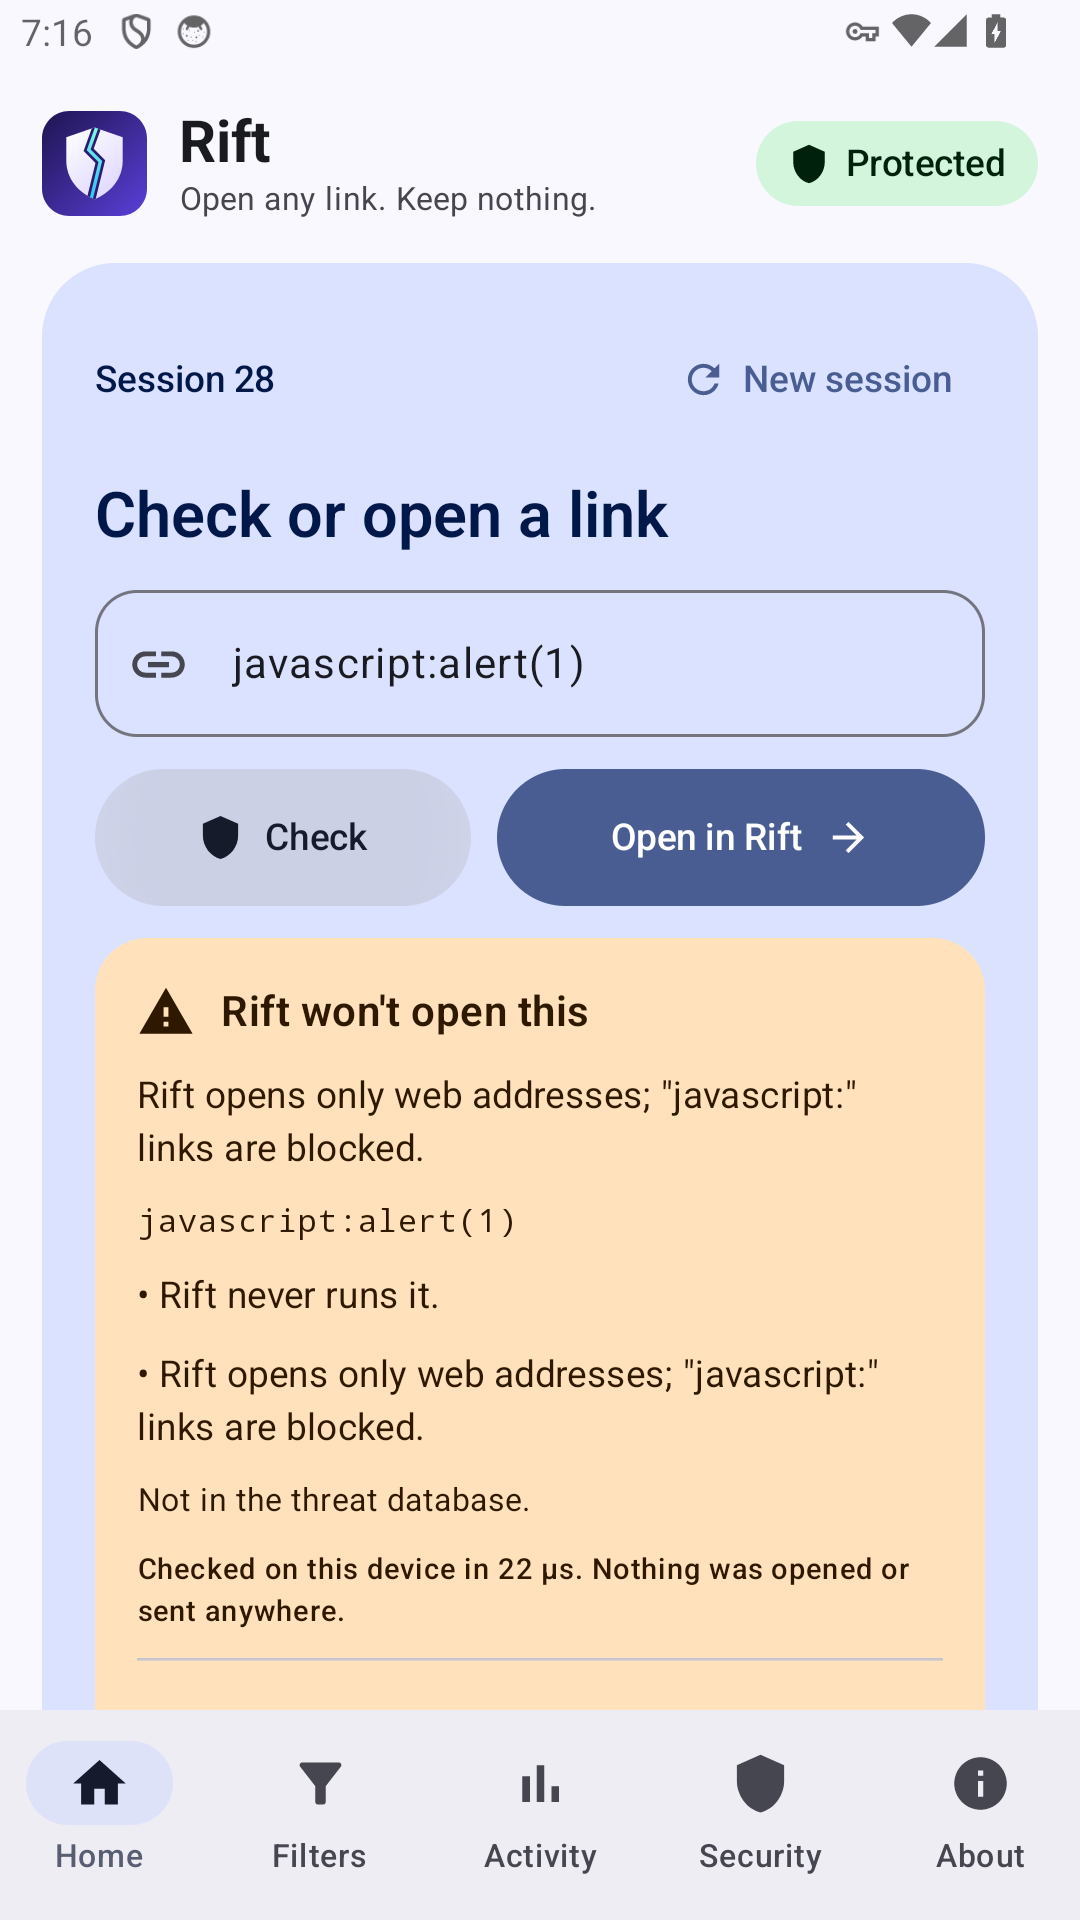 7:16
Rift
Open any link. Keep nothing.
Protected
Session 28
New session
Check or open a link
javascript:alert(1)
Check
Open in Rift
Rift won't open this
Rift opens only web addresses; "javascript:"
links are blocked.
javascript:alert(1)
• Rift never runs it.
• Rift opens only web addresses; "javascript:"
links are blocked.
Not in the threat database.
Checked on this device in 22 µs. Nothing was opened or
sent anywhere.
Home
Filters
Activity
Security
About